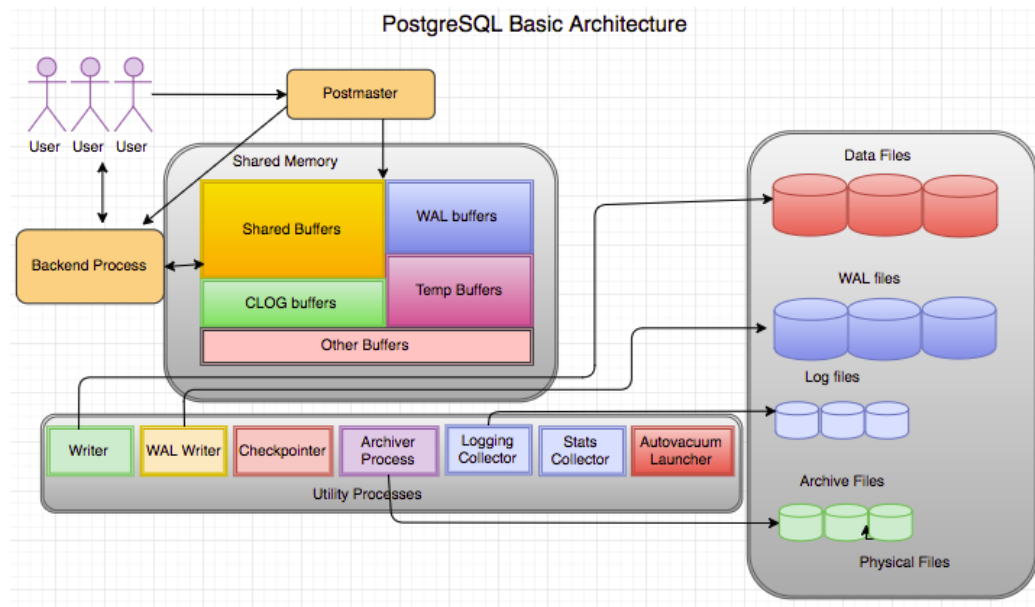 PostgreSQL Basic Architecture
Postmaster
User User User
Shared Memory
Data Files
Shared Buffers
WAL buffers
Backend Process
WAL files
Temp Buffers
CLOG buffers
Other Buffers
Log files
Writer
WAL Writer
Checkpointer
Archiver
Process
Logging
Collector
Stats
Collector
Autovacuum
Launcher
Utility Processes
Archive Files
Physical Files